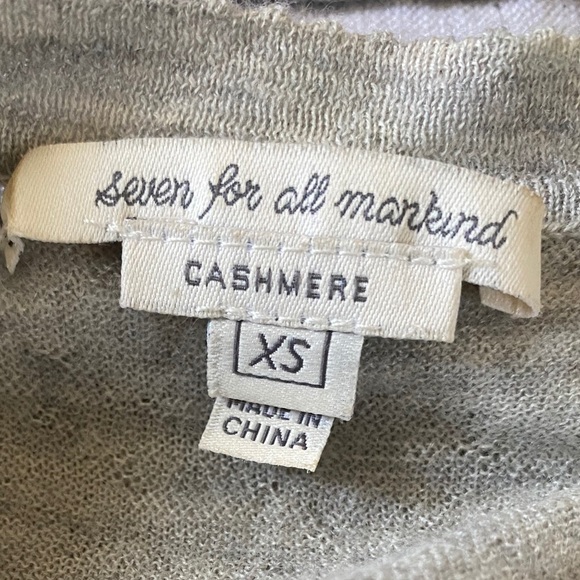 seven for all mankind
CASHMERE
XS
MADE IN
CHINA